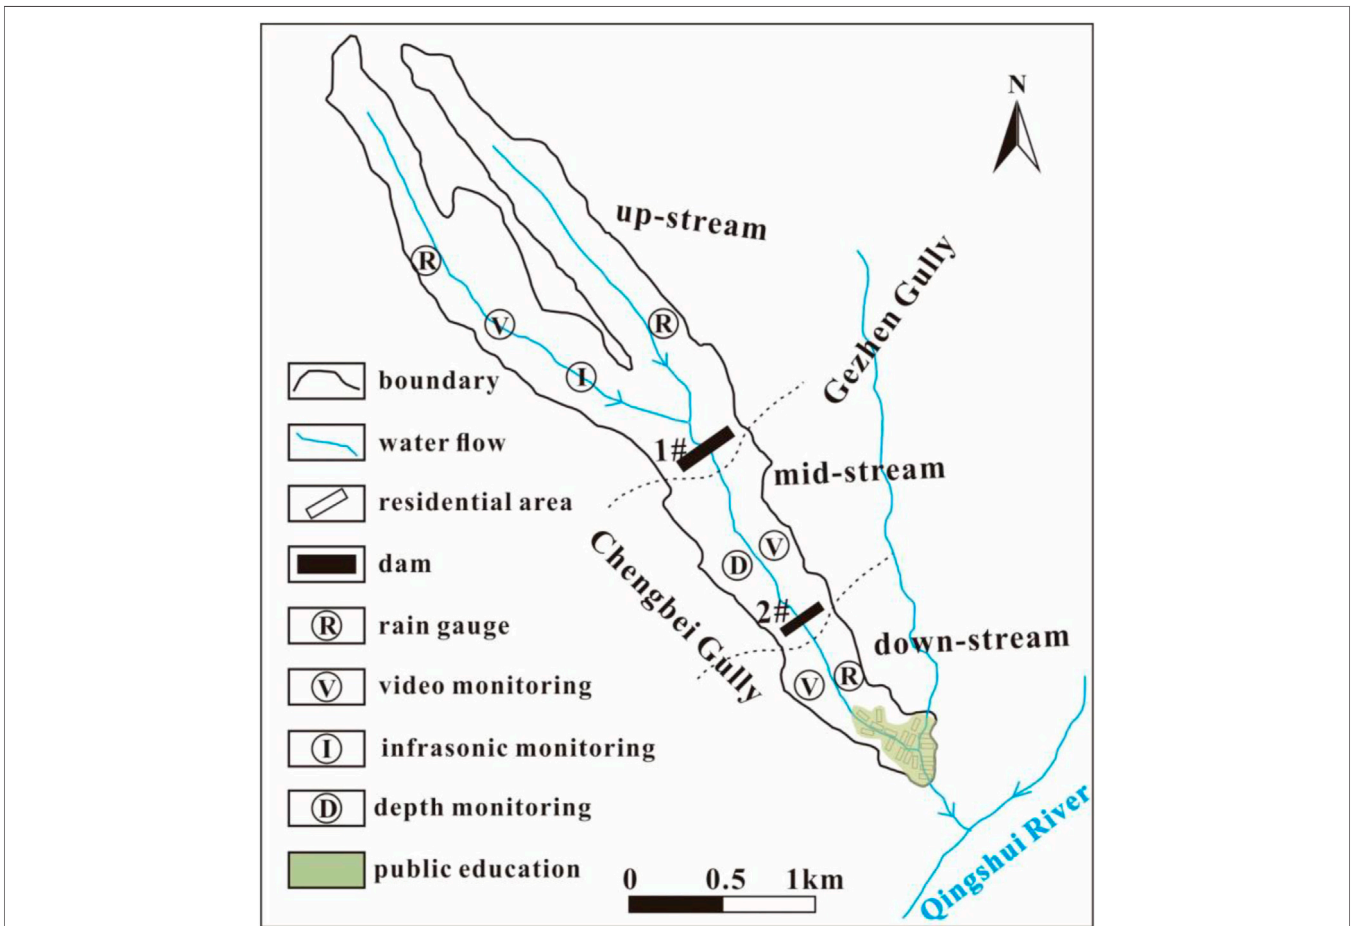 N
up-stream
Gezhen Gully
R
R
V
I
1#
mid-stream
Chengbei Gully
V
D
2#
down-stream
V
R
boundary
water flow
residential area
dam
R rain gauge
V video monitoring
I infrasonic monitoring
D depth monitoring
public education
0 0.5 1km
Qingshui River